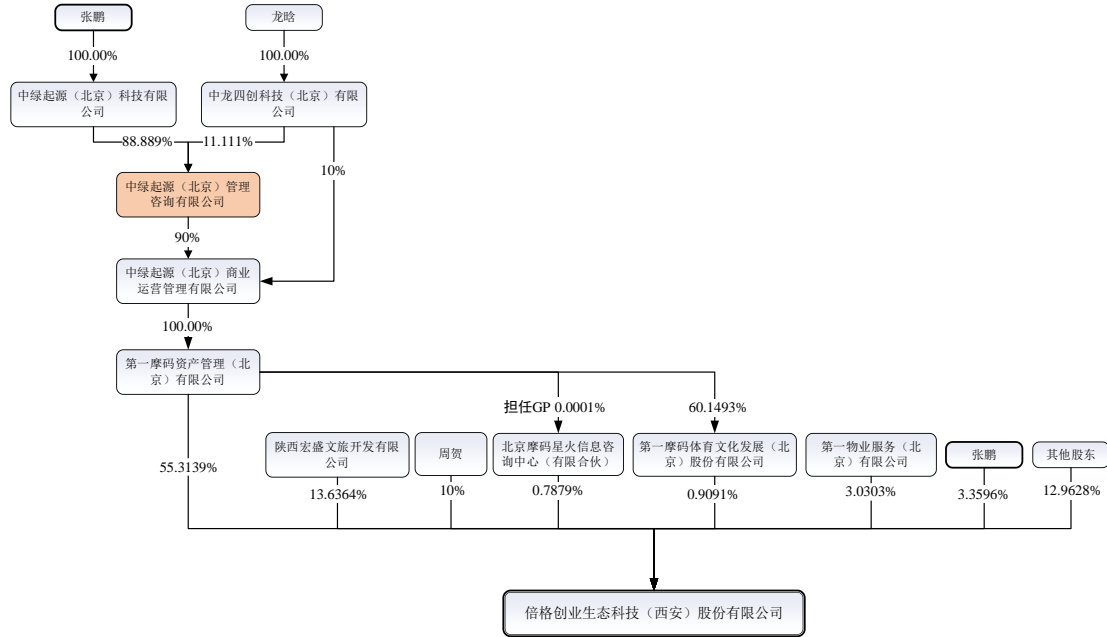 张鹏
龙晗
100.00%
100.00%
中绿起源（北京）科技有限
公司
中龙四创科技（北京）有限
公司
88.889%
11.111%
10%
中绿起源（北京）管理
咨询有限公司
90%
中绿起源（北京）商业
运营管理有限公司
100.00%
第一摩码资产管理（北
京）有限公司
担任GP 0.0001%
60.1493%
55.3139%
陕西宏盛文旅开发有限
公司
周贺
北京摩码星火信息咨
询中心（有限合伙）
第一摩码体育文化发展（北
京）股份有限公司
第一物业服务（北
京）有限公司
张鹏
其他股东
13.6364%
10%
0.7879%
0.9091%
3.0303%
3.3596%
12.9628%
倍格创业生态科技（西安）股份有限公司